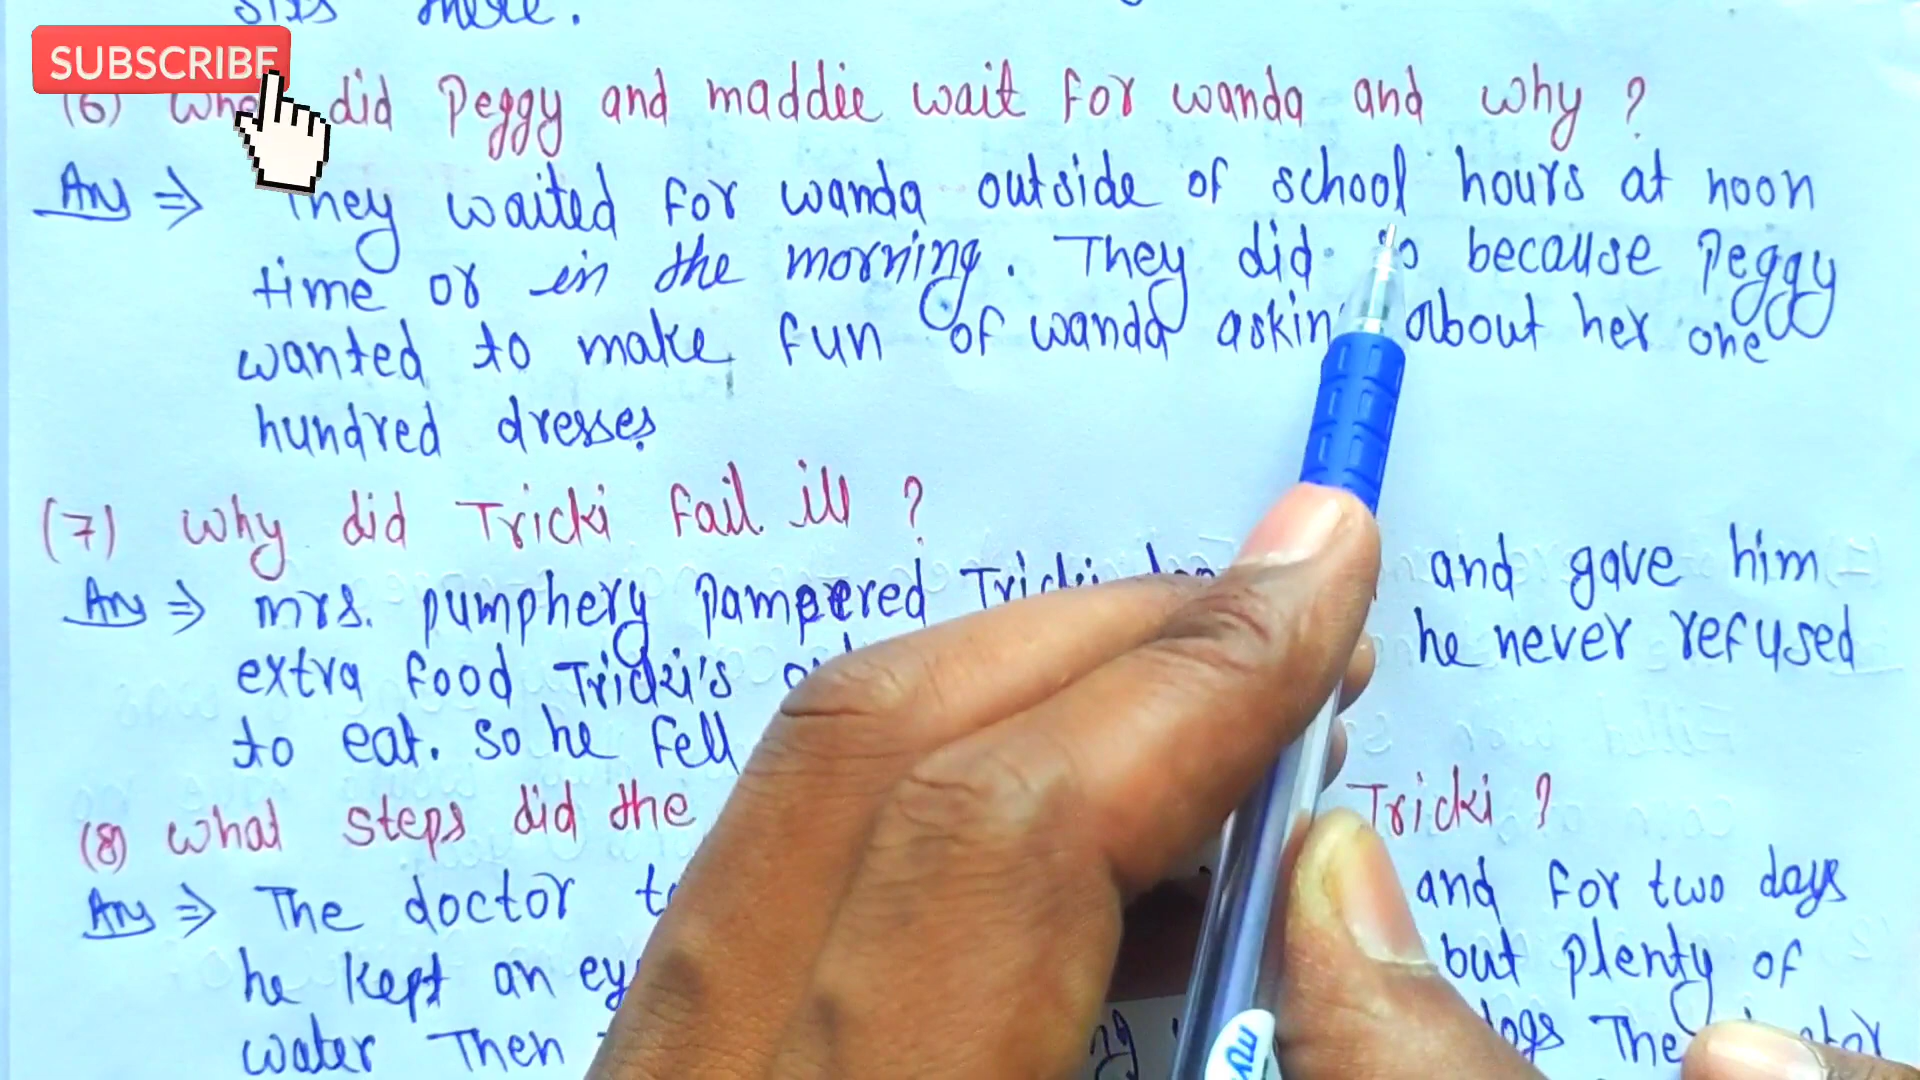 SUBSCRIBE
(6) did Peggy and maddie wait for wanda and why ?
Ans ⇒ They waited for wanda outside of school hours at noon
time or in the morning. They did because Peggy
wanted to make fun of wanda about her one
hundred dresses
(7) Why did Tricki fail ill ?
Ans ⇒ mrs. pumphery pampered Tricki and gave him
extra food Tricki's he never refused
to eat. So he fell
(8) what steps did the Tricki ?
Ans ⇒ The doctor and for two days
he kept an but plenty of
water Then The